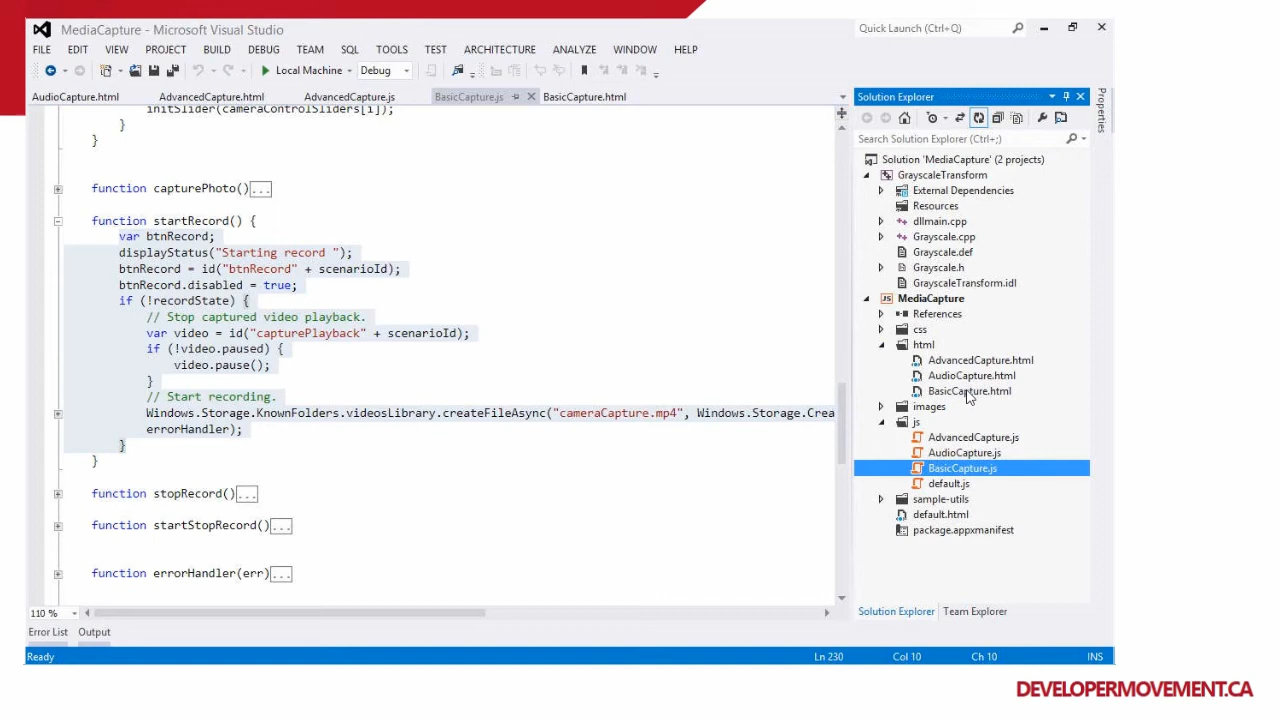 MediaCapture - Microsoft Visual Studio
Quick Launch (Ctrl+Q)
FILE EDIT VIEW PROJECT BUILD DEBUG TEAM SQL TOOLS TEST ARCHITECTURE ANALYZE WINDOW HELP
Local Machine Debug
AudioCapture.html AdvancedCapture.html AdvancedCapture.js BasicCapture.js BasicCapture.html
initSlider(cameraControlSliders[i]);
}
}
function capturePhoto()...
function startRecord() {
var btnRecord;
displayStatus("Starting record ");
btnRecord = id("btnRecord" + scenarioId);
btnRecord.disabled = true;
if (!recordState) {
// Stop captured video playback.
var video = id("capturePlayback" + scenarioId);
if (!video.paused) {
video.pause();
}
// Start recording.
Windows.Storage.KnownFolders.videosLibrary.createFileAsync("cameraCapture.mp4", Windows.Storage.Crea
errorHandler);
}
}
function stopRecord()...
function startStopRecord()...
function errorHandler(err)...
110 %
Solution Explorer
Search Solution Explorer (Ctrl+;)
Solution 'MediaCapture' (2 projects)
GrayscaleTransform
External Dependencies
Resources
dllmain.cpp
Grayscale.cpp
Grayscale.def
Grayscale.h
GrayscaleTransform.idl
JS MediaCapture
References
css
html
AdvancedCapture.html
AudioCapture.html
BasicCapture.html
images
js
AdvancedCapture.js
AudioCapture.js
BasicCapture.js
default.js
sample-utils
default.html
package.appxmanifest
Solution Explorer Team Explorer
Properties
Error List Output
Ready Ln 230 Col 10 Ch 10 INS
DEVELOPERMOVEMENT.CA